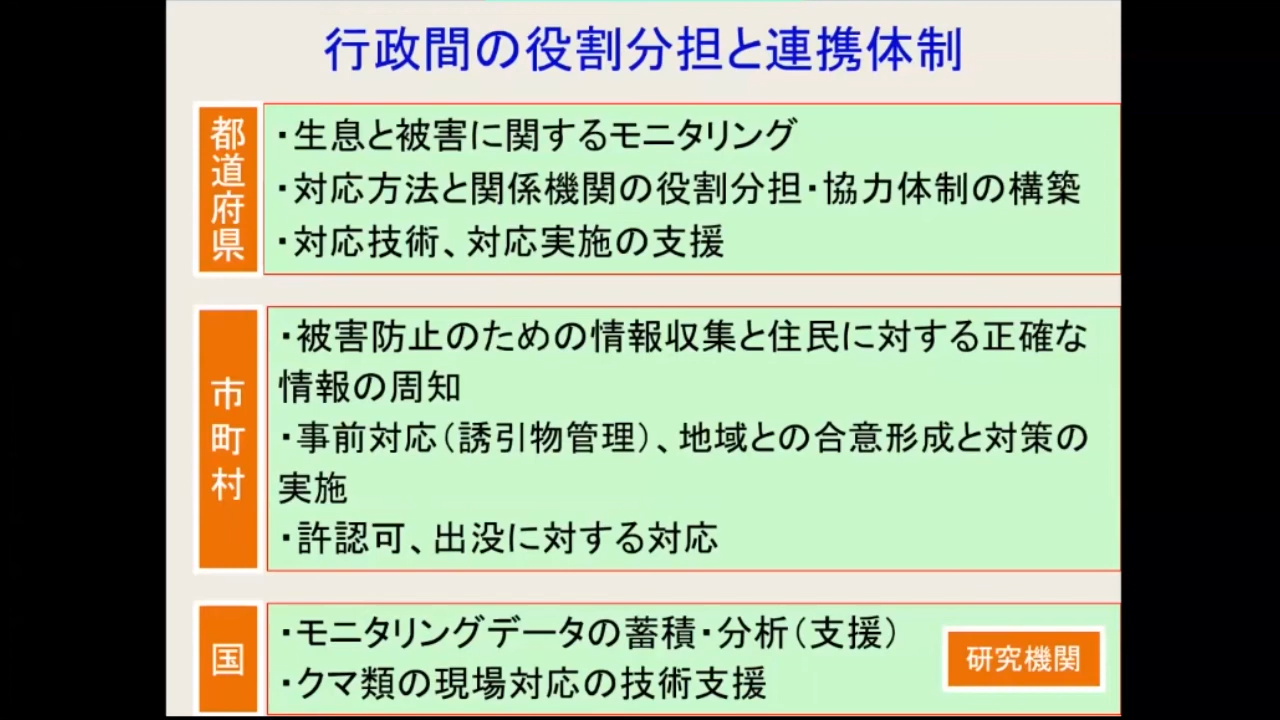 行政間の役割分担と連携体制
都道府県
・生息と被害に関するモニタリング
・対応方法と関係機関の役割分担・協力体制の構築
・対応技術、対応実施の支援
市町村
・被害防止のための情報収集と住民に対する正確な
情報の周知
・事前対応(誘引物管理)、地域との合意形成と対策の
実施
・許認可、出没に対する対応
国
・モニタリングデータの蓄積・分析(支援)
・クマ類の現場対応の技術支援
研究機関